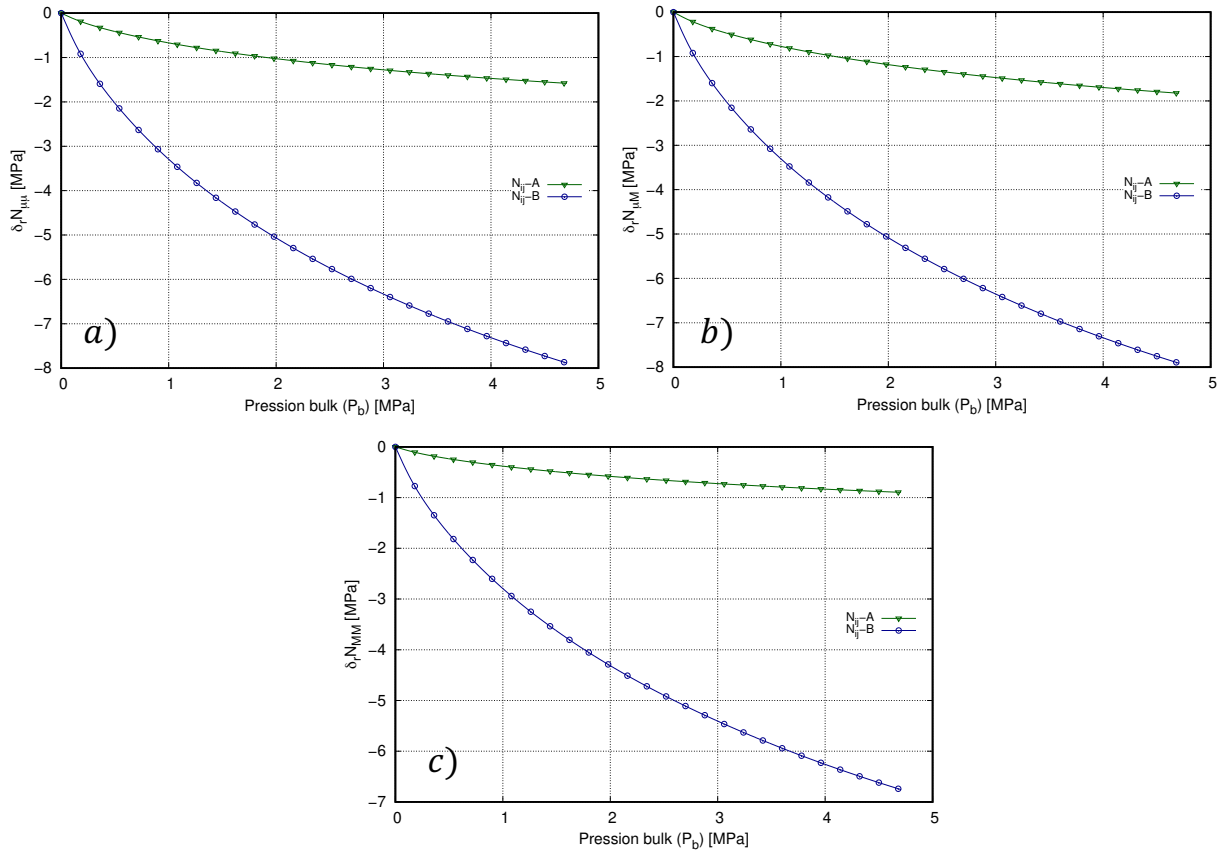 0
−1
−2
−3
−4
−5
−6
−7
−8
δrNμμ [MPa]
Nij−A
Nij−B
a)
0 1 2 3 4 5
Pression bulk (Pb) [MPa]
0
−1
−2
−3
−4
−5
−6
−7
−8
δrNμM [MPa]
Nij−A
Nij−B
b)
0 1 2 3 4 5
Pression bulk (Pb) [MPa]
0
−1
−2
−3
−4
−5
−6
−7
δrNMM [MPa]
Nij−A
Nij−B
c)
0 1 2 3 4 5
Pression bulk (Pb) [MPa]